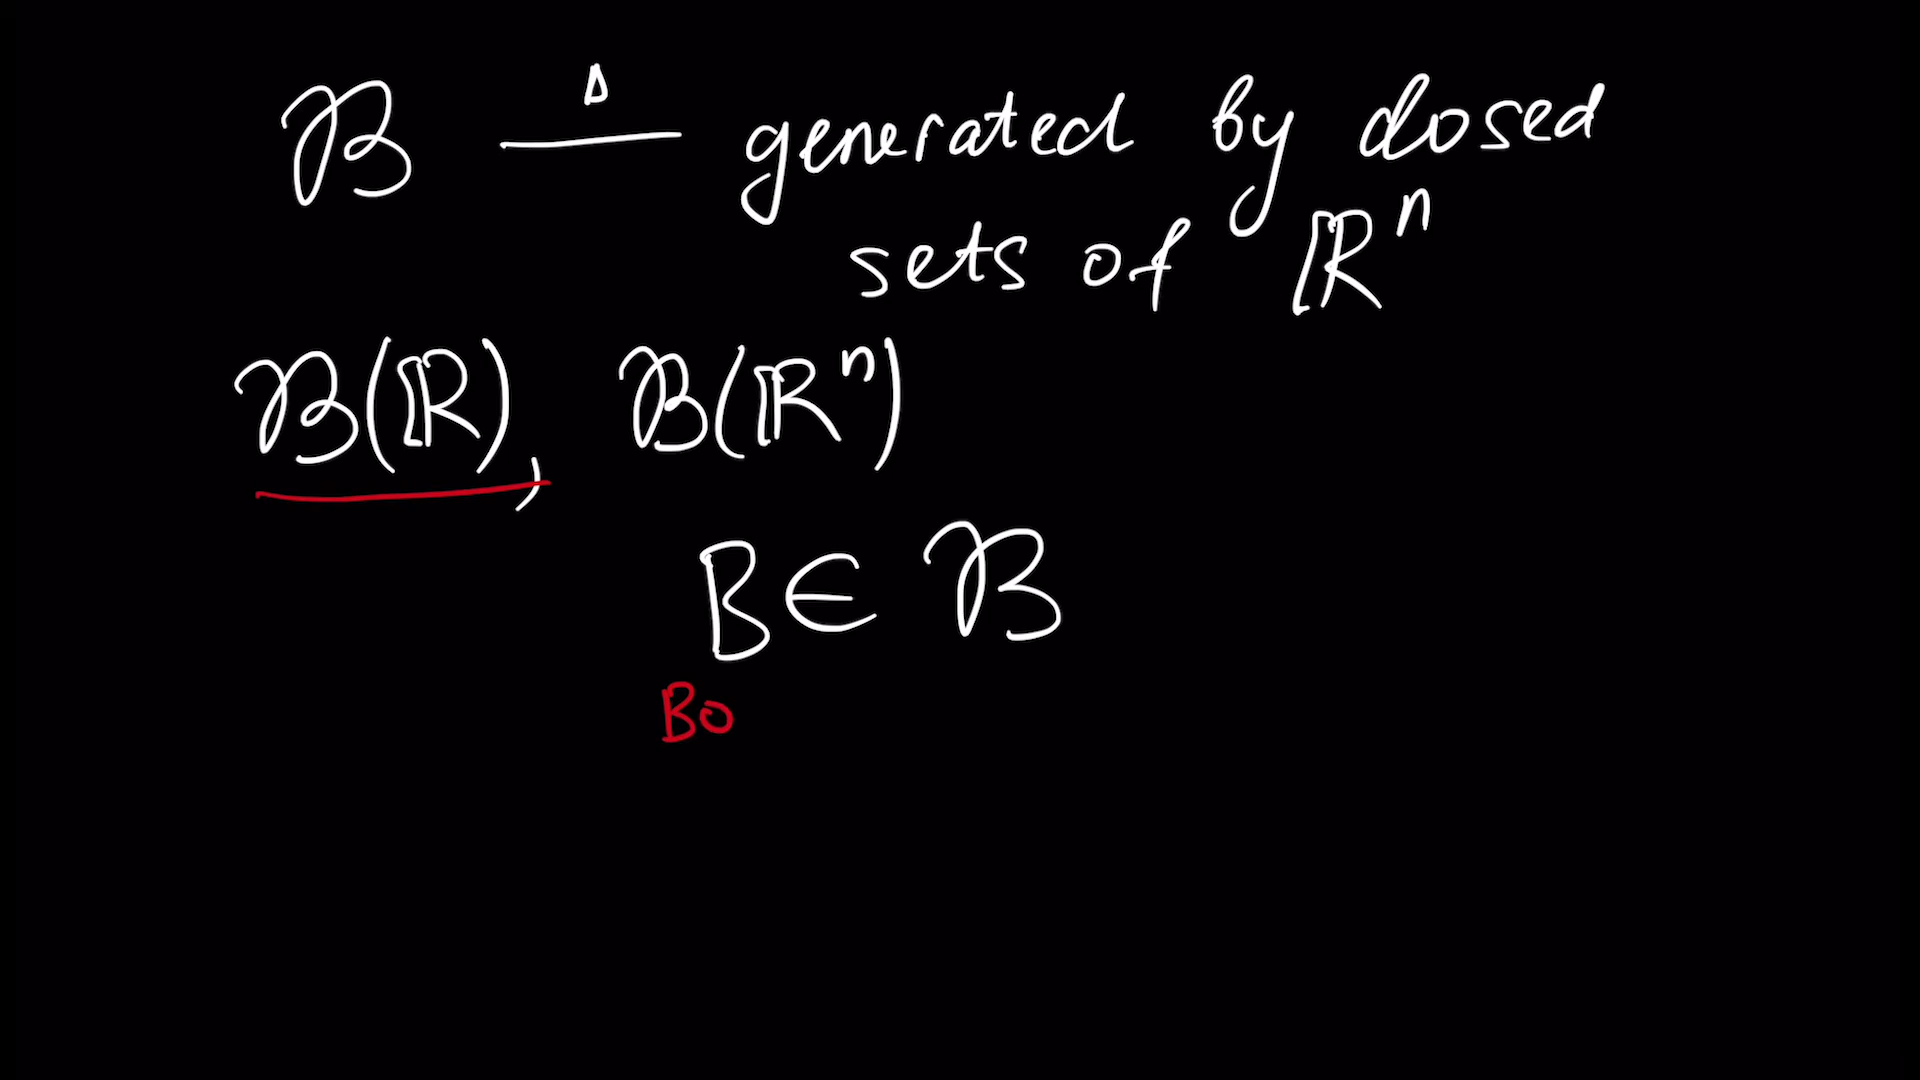 ℬ —Δ— generated by closed
sets of ℝⁿ
ℬ(ℝ), ℬ(ℝⁿ)
B ∈ ℬ
Bo